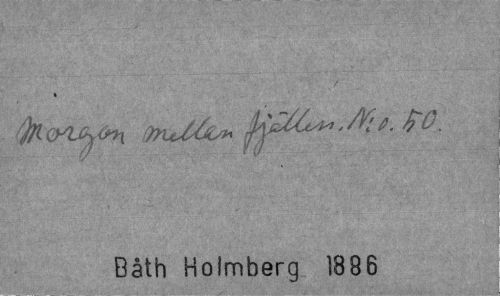 Morgon mellan fjällen. N:o. 50.
Båth Holmberg 1886